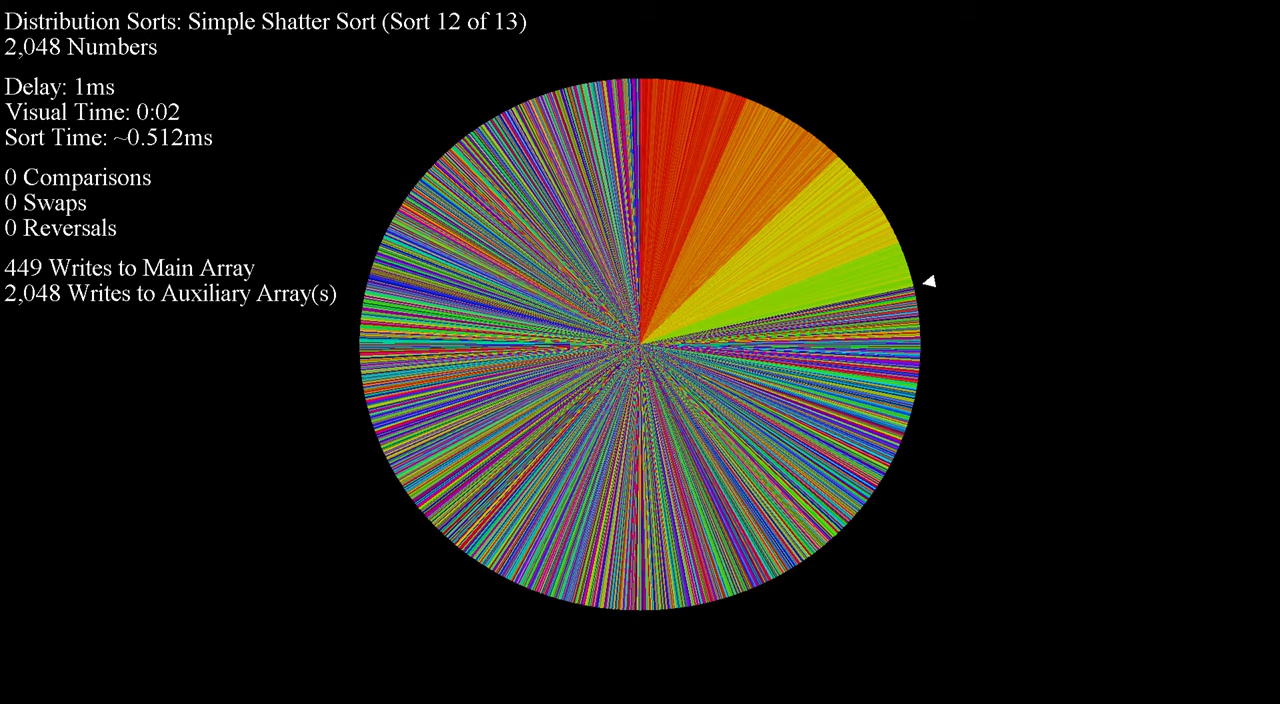 Distribution Sorts: Simple Shatter Sort (Sort 12 of 13)
2,048 Numbers
Delay: 1ms
Visual Time: 0:02
Sort Time: ~0.512ms
0 Comparisons
0 Swaps
0 Reversals
449 Writes to Main Array
2,048 Writes to Auxiliary Array(s)